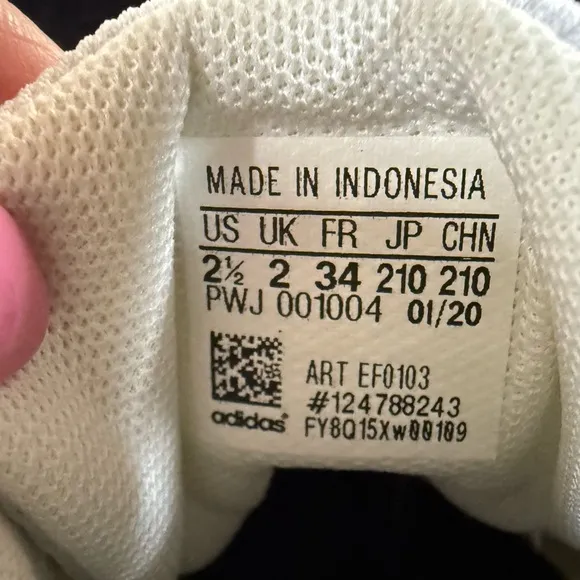 MADE IN INDONESIA
US UK FR JP CHN
2½ 2 34 210 210
PWJ 001004 01/20
ART EF0103
#124788243
adidas® FY8Q15Xw00109